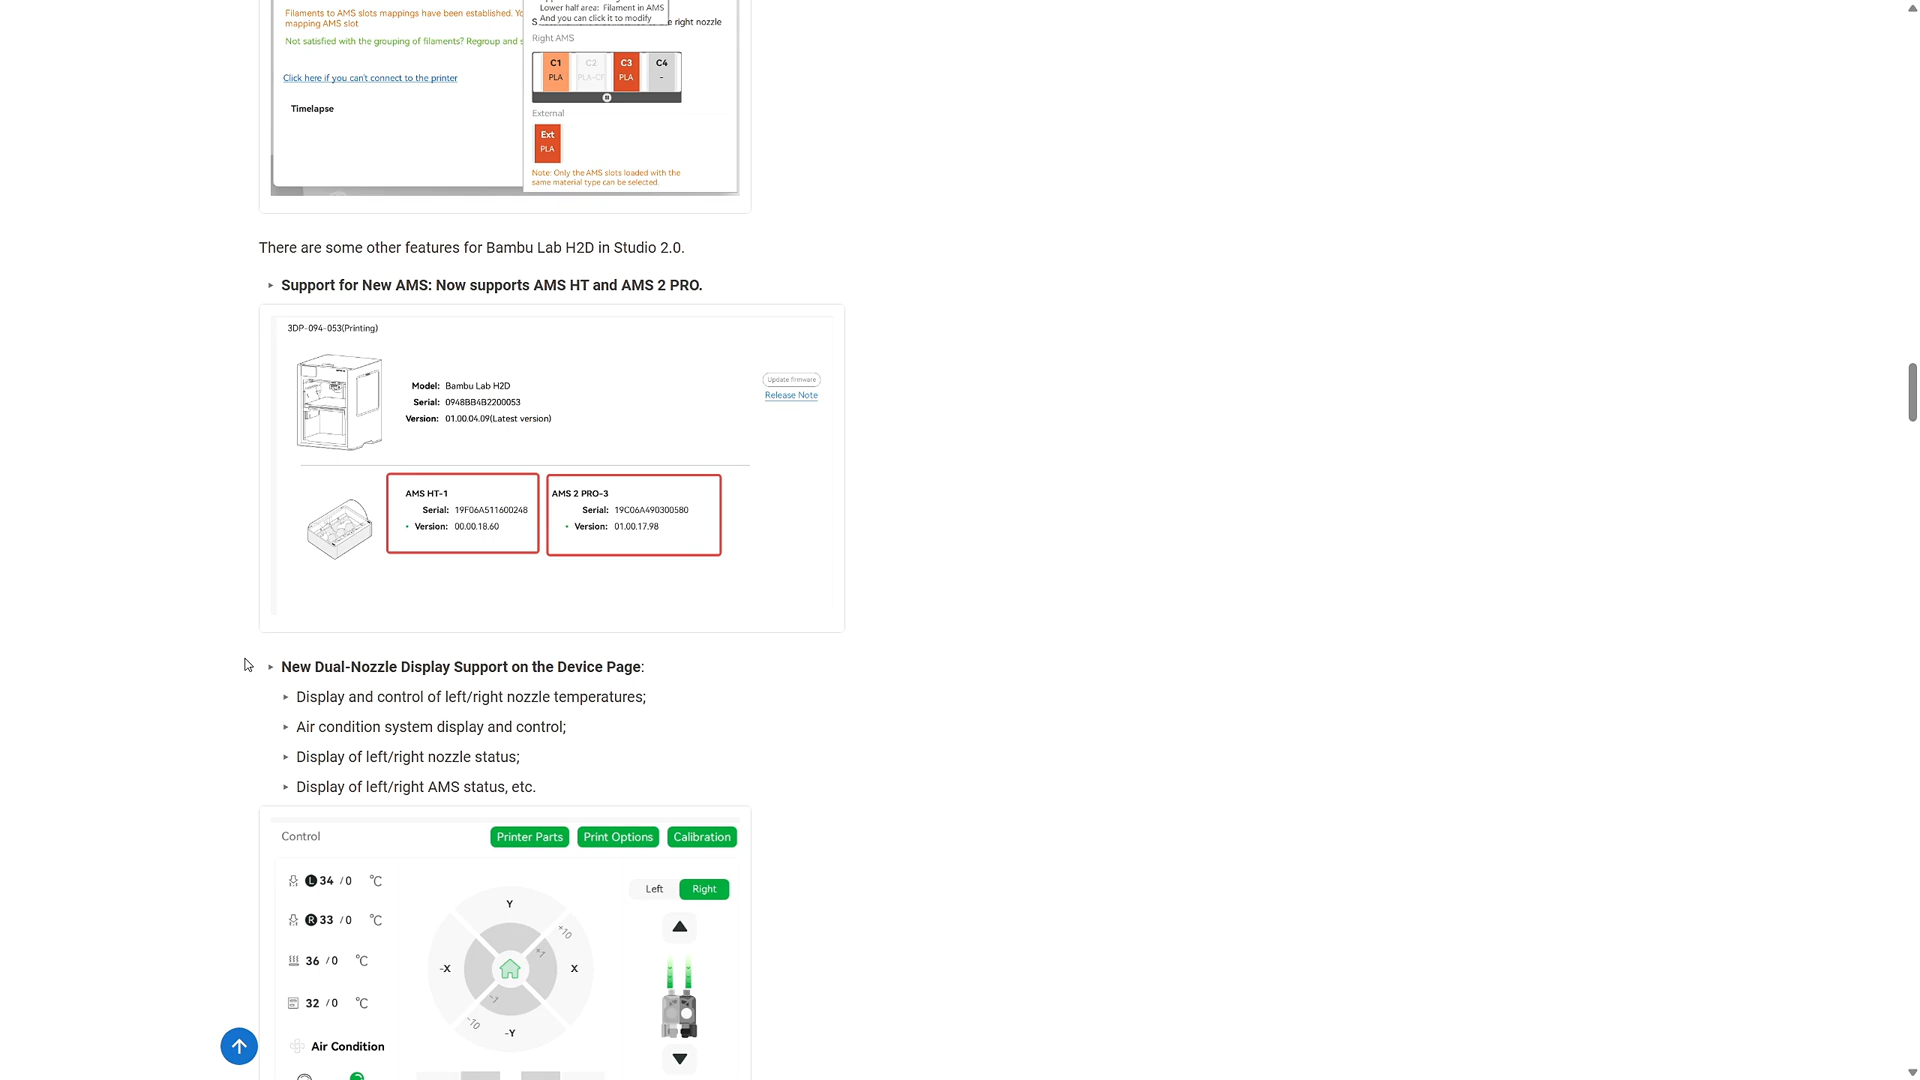 Lower half area: Filament in AMS
And you can click it to modify
Filaments to AMS slots mappings have been established. Yo
mapping AMS slot
right nozzle
Right AMS
Not satisfied with the grouping of filaments? Regroup and s
C1 C2 C3 C4
PLA PLA-CF PLA -
Click here if you can't connect to the printer
Timelapse
External
Ext
PLA
Note: Only the AMS slots loaded with the
same material type can be selected.
There are some other features for Bambu Lab H2D in Studio 2.0.
Support for New AMS: Now supports AMS HT and AMS 2 PRO.
3DP-094-053(Printing)
Model: Bambu Lab H2D
Serial: 0948BB4B2200053
Version: 01.00.04.09(Latest version)
Update firmware
Release Note
AMS HT-1
Serial: 19F06A511600248
Version: 00.00.18.60
AMS 2 PRO-3
Serial: 19C06A490300580
Version: 01.00.17.98
New Dual-Nozzle Display Support on the Device Page:
Display and control of left/right nozzle temperatures;
Air condition system display and control;
Display of left/right nozzle status;
Display of left/right AMS status, etc.
Control
Printer Parts Print Options Calibration
L 34 /0 °C
R 33 /0 °C
36 /0 °C
32 /0 °C
Air Condition
Y
+10
+1
-X X
-1
-10
-Y
Left Right